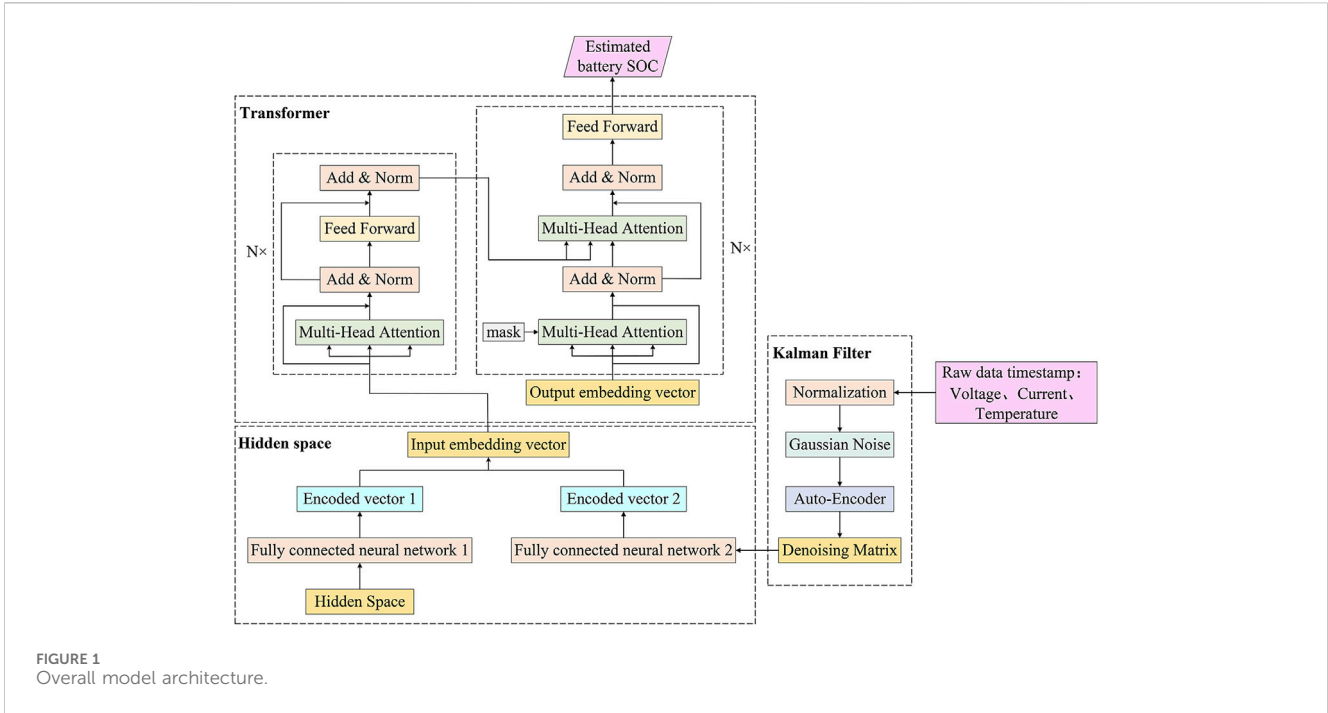 Estimated
battery SOC
Transformer
Feed Forward
Add & Norm
Add & Norm
Feed Forward
Multi-Head Attention
N×
N×
Add & Norm
Add & Norm
Multi-Head Attention
mask
Multi-Head Attention
Output embedding vector
Kalman Filter
Normalization
Raw data timestamp：
Voltage、Current、
Temperature
Gaussian Noise
Auto-Encoder
Denoising Matrix
Hidden space
Input embedding vector
Encoded vector 1
Encoded vector 2
Fully connected neural network 1
Fully connected neural network 2
Hidden Space
FIGURE 1
Overall model architecture.